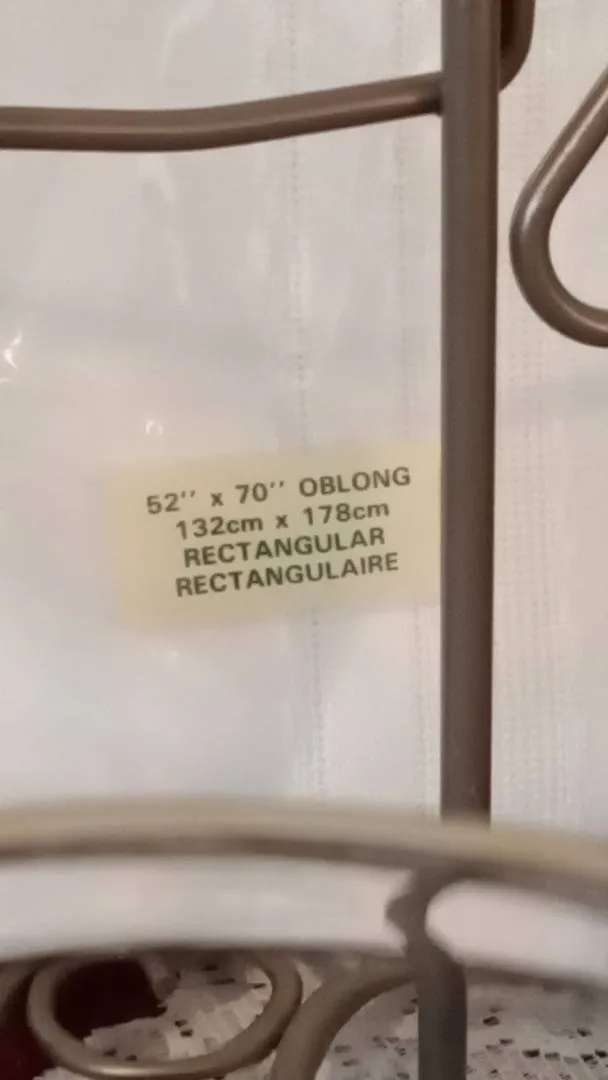 52'' x 70'' OBLONG
132cm x 178cm
RECTANGULAR
RECTANGULAIRE